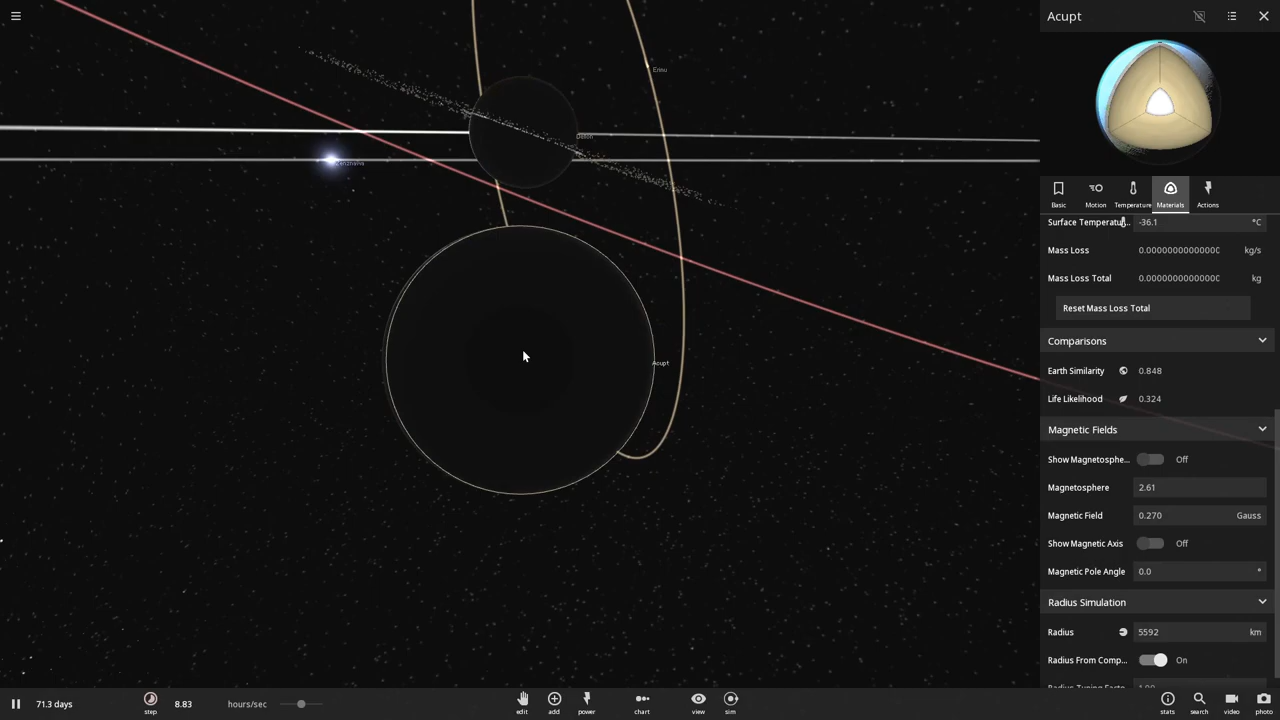 Acupt
Erinu
Basic Motion Temperature Materials Actions
Surface Temperatu... -36.1 °C
Mass Loss 0.0000000000000C kg/s
Mass Loss Total 0.0000000000000C kg
Reset Mass Loss Total
Comparisons
Earth Similarity 0.848
Life Likelihood 0.324
Acupt
Magnetic Fields
Show Magnetosphe... Off
Magnetosphere 2.61
Magnetic Field 0.270 Gauss
Show Magnetic Axis Off
Magnetic Pole Angle 0.0 °
Radius Simulation
Radius 5592 km
Radius From Comp... On
71.3 days step 8.83 hours/sec edit add power chart view sim stats search video photo